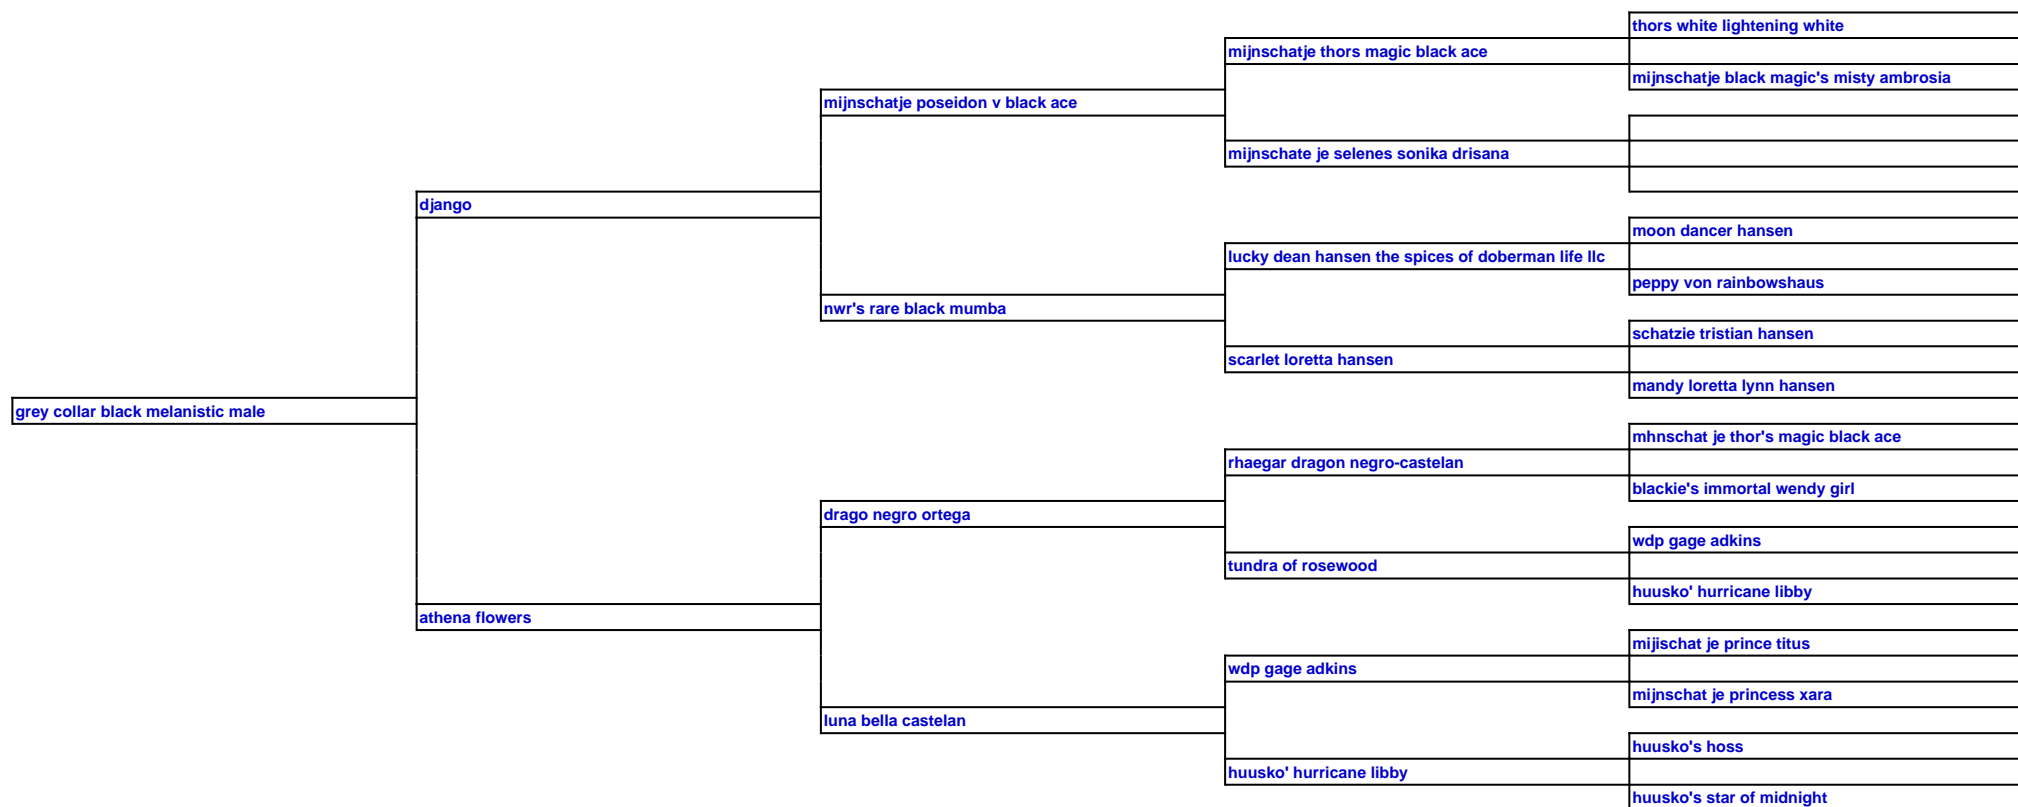 thors white lightening white
mijnschatje thors magic black ace
mijnschatje black magic's misty ambrosia
mijnschatje poseidon v black ace
mijnschate je selenes sonika drisana
django
moon dancer hansen
lucky dean hansen the spices of doberman life llc
peppy von rainbowshaus
nwr's rare black mumba
schatzie tristian hansen
scarlet loretta hansen
mandy loretta lynn hansen
grey collar black melanistic male
mhnschat je thor's magic black ace
rhaegar dragon negro-castelan
blackie's immortal wendy girl
drago negro ortega
wdp gage adkins
tundra of rosewood
huusko' hurricane libby
athena flowers
mijischat je prince titus
wdp gage adkins
mijnschat je princess xara
luna bella castelan
huusko's hoss
huusko' hurricane libby
huusko's star of midnight